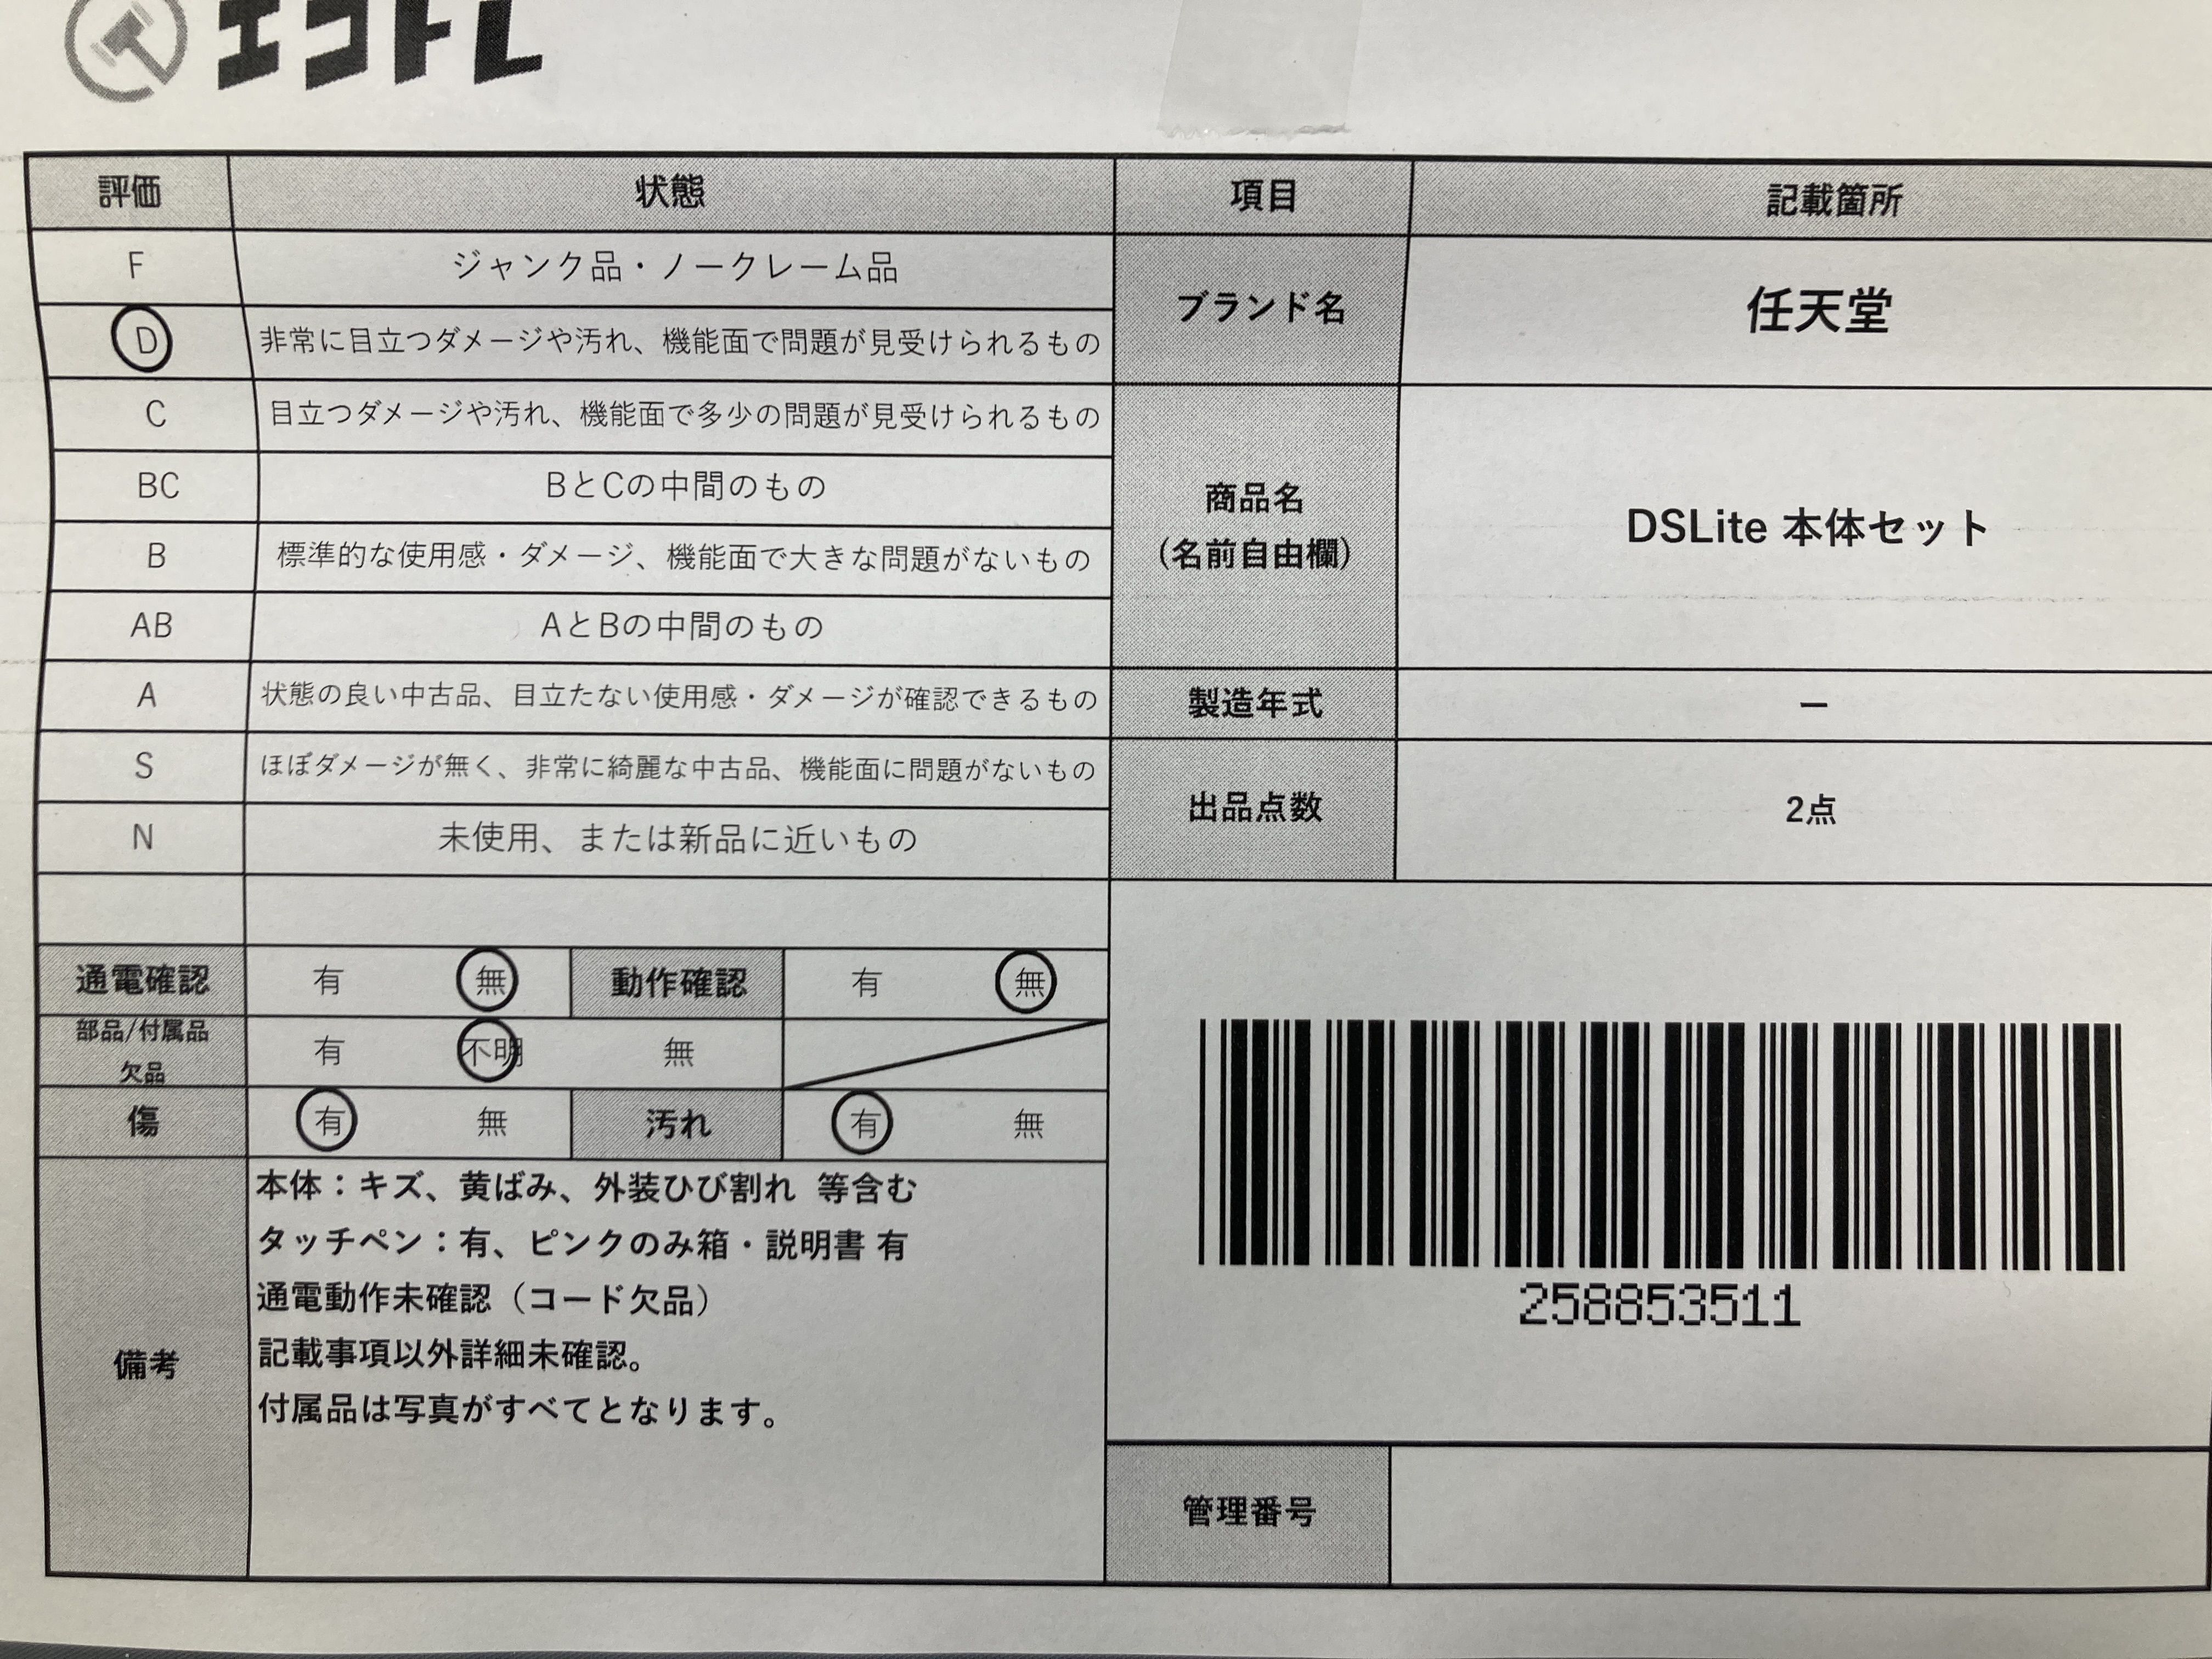 エコトレ
評価 状態 項目 記載箇所
F ジャンク品・ノークレーム品
D 非常に目立つダメージや汚れ、機能面で問題が見受けられるもの
ブランド名 任天堂
C 目立つダメージや汚れ、機能面で多少の問題が見受けられるもの
BC BとCの中間のもの
B 標準的な使用感・ダメージ、機能面で大きな問題がないもの
商品名
(名前自由欄)
DSLite 本体セット
AB AとBの中間のもの
A 状態の良い中古品、目立たない使用感・ダメージが確認できるもの
製造年式 ー
S ほぼダメージが無く、非常に綺麗な中古品、機能面に問題がないもの
N 未使用、または新品に近いもの
出品点数 2点
通電確認 有 無 動作確認 有 無
部品/付属品
欠品
有 不明 無
傷 有 無 汚れ 有 無
備考
本体：キズ、黄ばみ、外装ひび割れ 等含む
タッチペン：有、ピンクのみ箱・説明書 有
通電動作未確認（コード欠品）
記載事項以外詳細未確認。
付属品は写真がすべてとなります。
258853511
管理番号